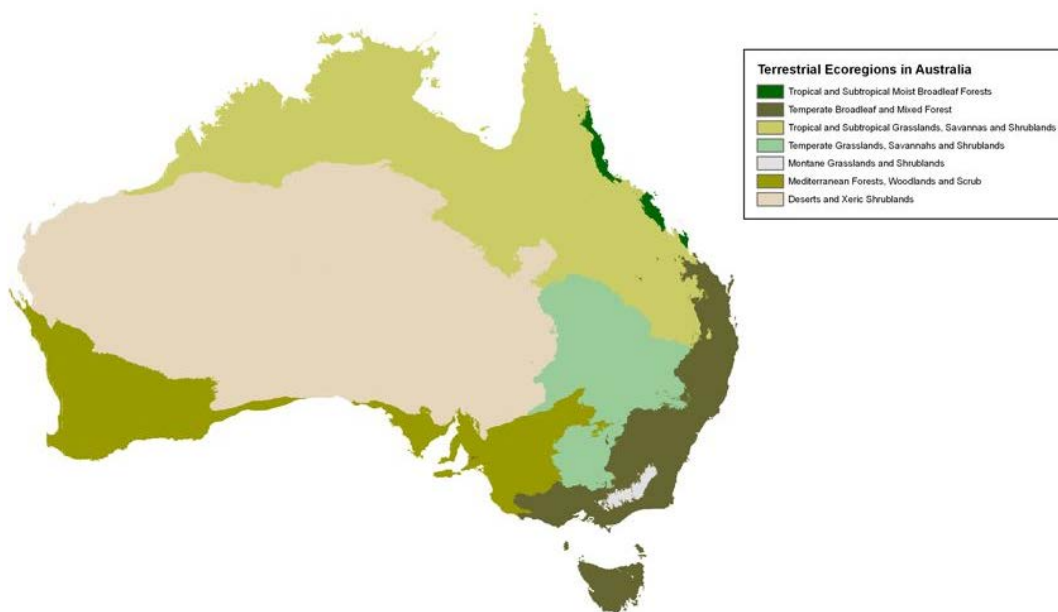 Terrestrial Ecoregions in Australia
Tropical and Subtropical Moist Broadleaf Forests
Temperate Broadleaf and Mixed Forest
Tropical and Subtropical Grasslands, Savannas and Shrublands
Temperate Grasslands, Savannahs and Shrublands
Montane Grasslands and Shrublands
Mediterranean Forests, Woodlands and Scrub
Deserts and Xeric Shrublands